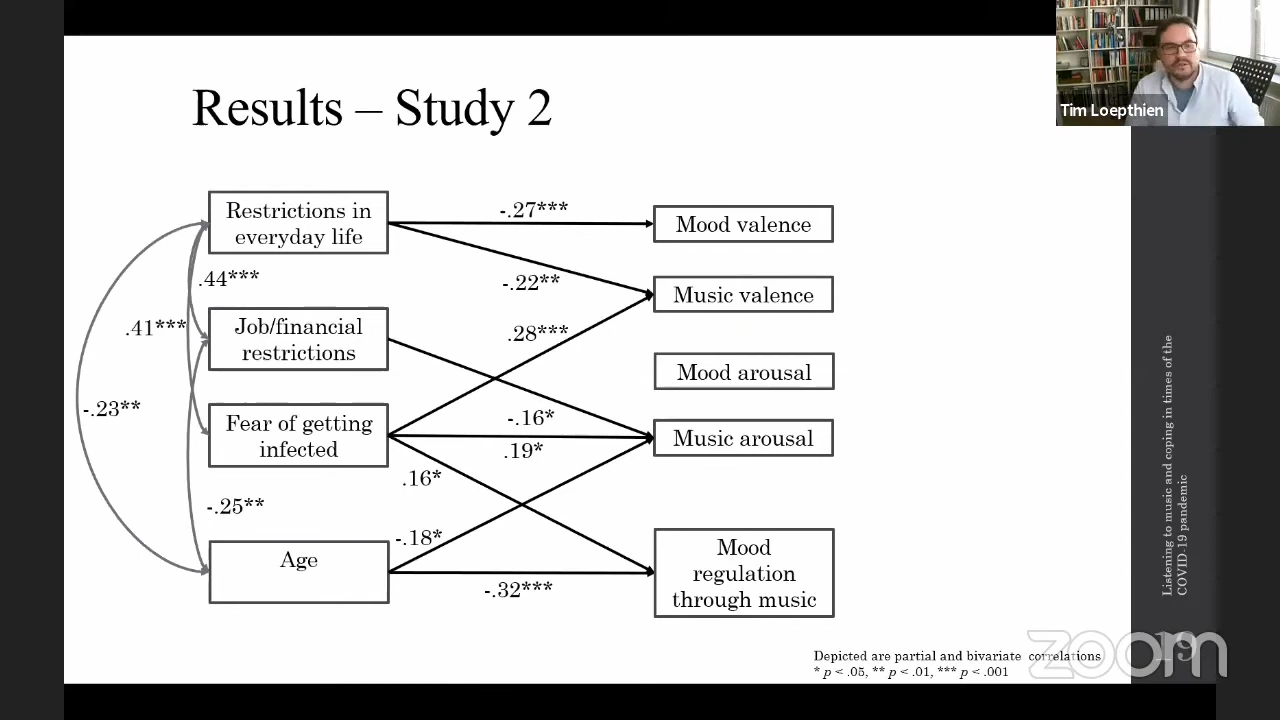 Tim Loepthien
Results – Study 2
Restrictions in
everyday life
-.27***
Mood valence
.44***
-.22**
Music valence
.41***
Job/financial
restrictions
.28***
Mood arousal
-.23**
Fear of getting
infected
-.16*
Music arousal
.19*
.16*
-.25**
-.18*
Age
Mood
regulation
through music
-.32***
Listening to music and coping in times of the
COVID-19 pandemic
Depicted are partial and bivariate correlations
* p < .05, ** p < .01, *** p < .001
19
zoom